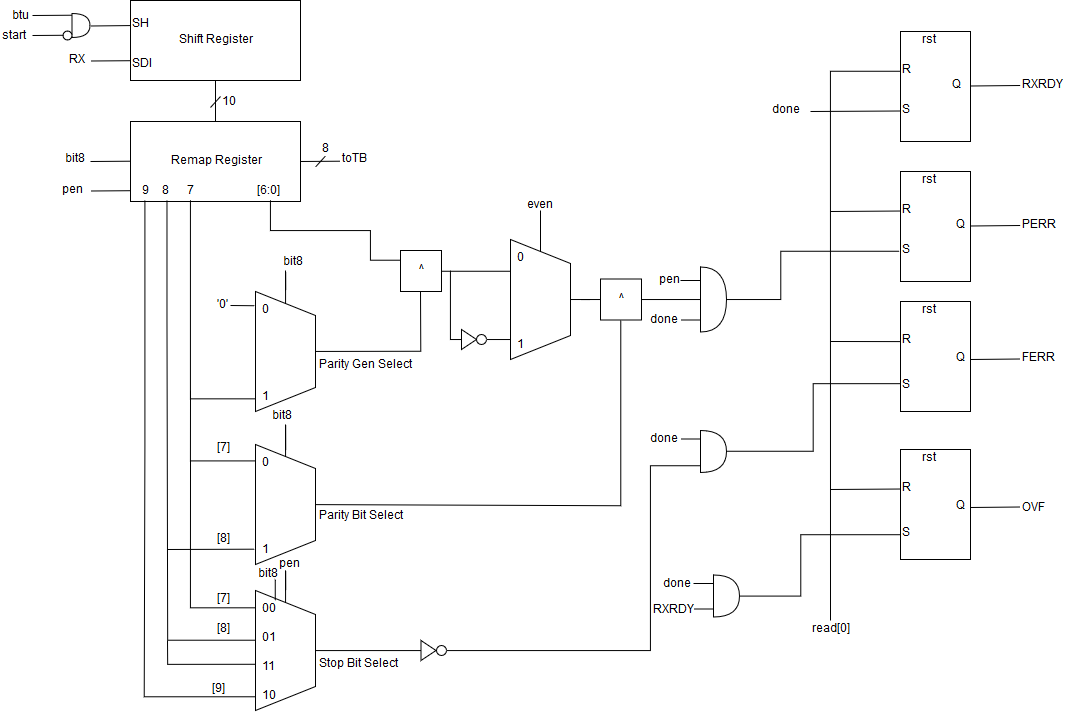 btu
start
SH
RX
SDI
Shift Register
10
bit8
pen
Remap Register
8
toTB
9 8 7 [6:0]
even
bit8
'0'
0
1
Parity Gen Select
^
0
1
^
bit8
[7]
0
[8]
1
Parity Bit Select
bit8 pen
[7]
00
[8]
01
11
[9]
10
Stop Bit Select
pen
done
done
done
RXRDY
read[0]
done
rst
R
S
Q
RXRDY
rst
R
S
Q
PERR
rst
R
S
Q
FERR
rst
R
S
Q
OVF